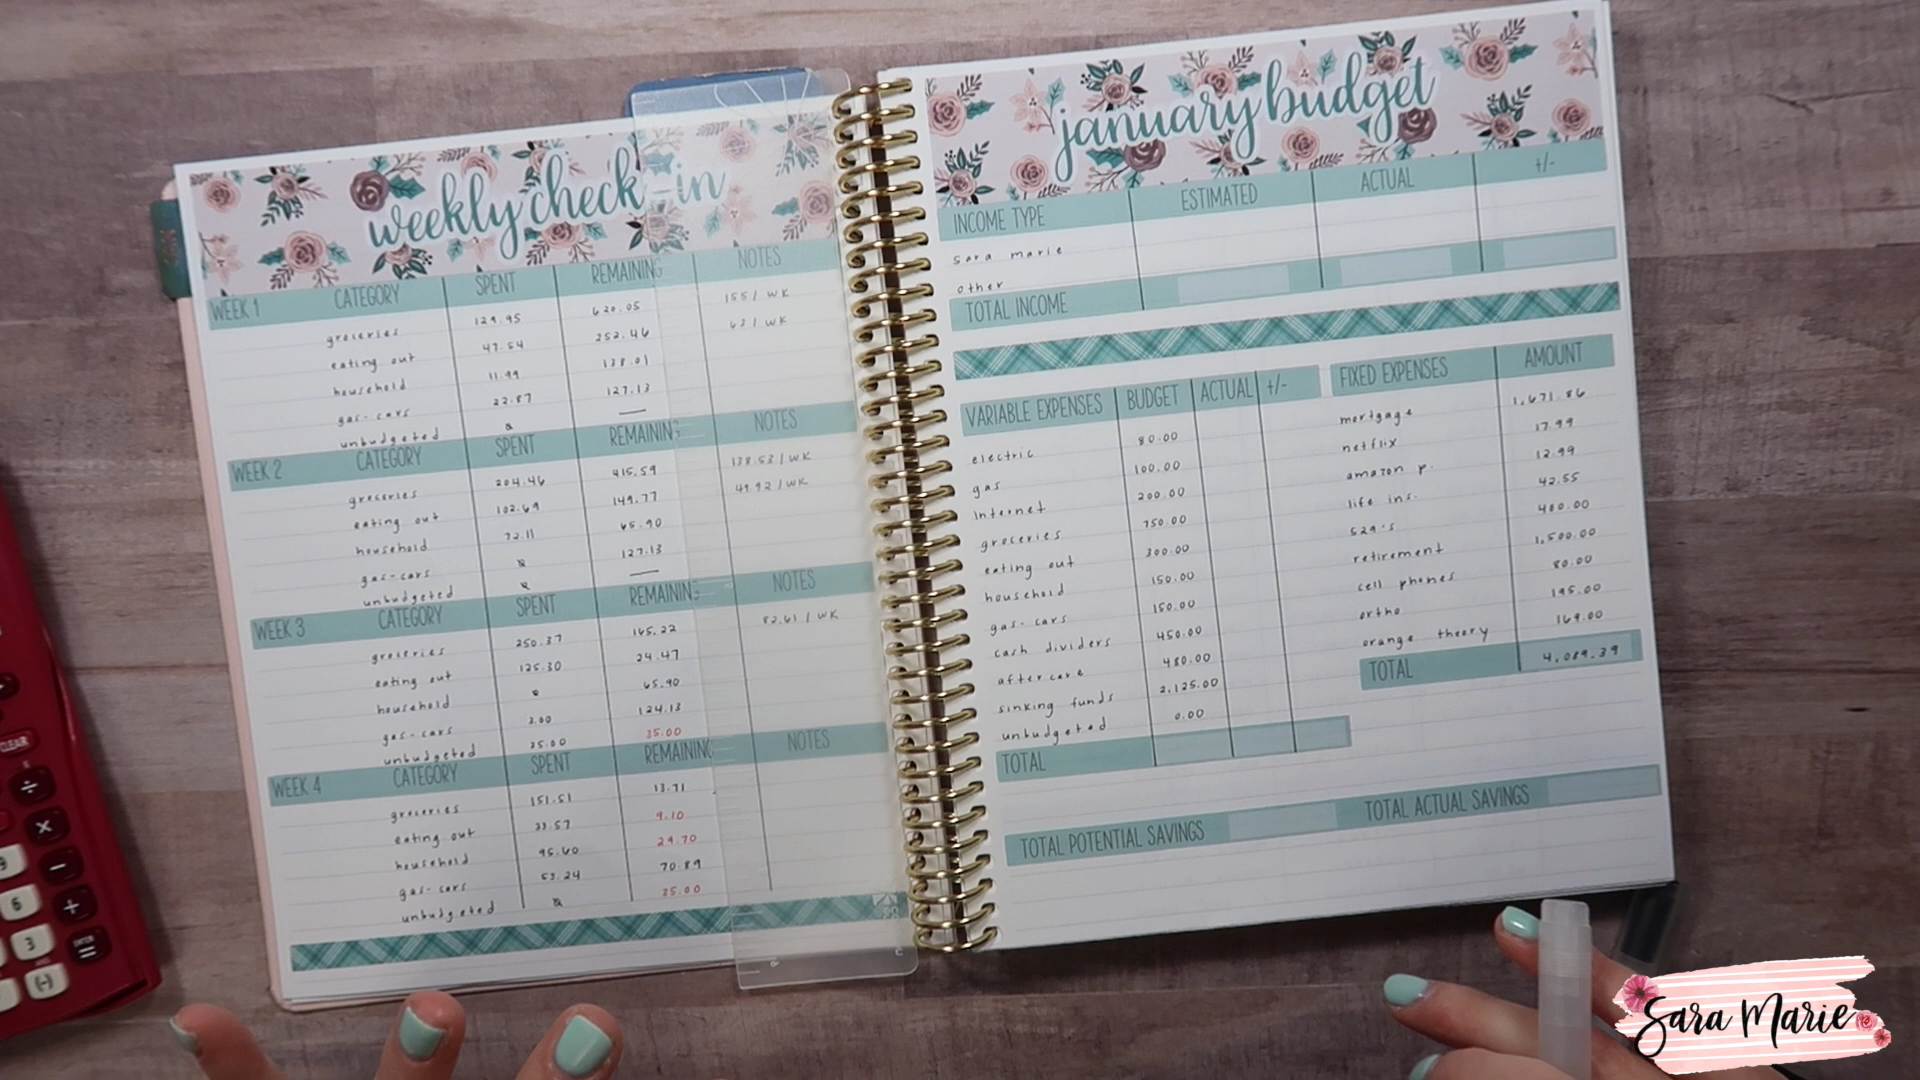 weekly check-in
WEEK 1 CATEGORY SPENT REMAINING NOTES
groceries 129.95 620.05 155/WK
eating out 47.54 252.46 63/WK
household 11.99 138.01
gas-cars 22.87 127.13
unbudgeted
WEEK 2 CATEGORY SPENT REMAINING NOTES
groceries 204.46 415.59 138.53/WK
eating out 102.69 149.77 49.92/WK
household 72.11 65.90
gas-cars 127.13
unbudgeted
WEEK 3 CATEGORY SPENT REMAINING NOTES
groceries 250.37 165.22 82.61/WK
eating out 125.30 24.47
household 65.90
gas-cars 3.00 124.13
unbudgeted 35.00 35.00
WEEK 4 CATEGORY SPENT REMAINING NOTES
groceries 151.51 13.71
eating out 33.57 9.10
household 95.60 29.70
gas-cars 53.24 70.89
unbudgeted 35.00
january budget
INCOME TYPE ESTIMATED ACTUAL +/-
sara marie
other
TOTAL INCOME
VARIABLE EXPENSES BUDGET ACTUAL +/-
electric 80.00
gas 100.00
internet 200.00
groceries 750.00
eating out 300.00
household 150.00
gas-cars 150.00
cash dividers 450.00
aftercare 480.00
sinking funds 2,125.00
unbudgeted 0.00
TOTAL
FIXED EXPENSES AMOUNT
mortgage 1,671.86
netflix 17.99
amazon p. 12.99
life ins. 42.55
529's 400.00
retirement 1,500.00
cell phones 80.00
ortho 195.00
orange theory 169.00
TOTAL 4,089.39
TOTAL POTENTIAL SAVINGS TOTAL ACTUAL SAVINGS
CLEAR
÷
×
9 −
6 +
3 ENTER =
(-)
Sara Marie